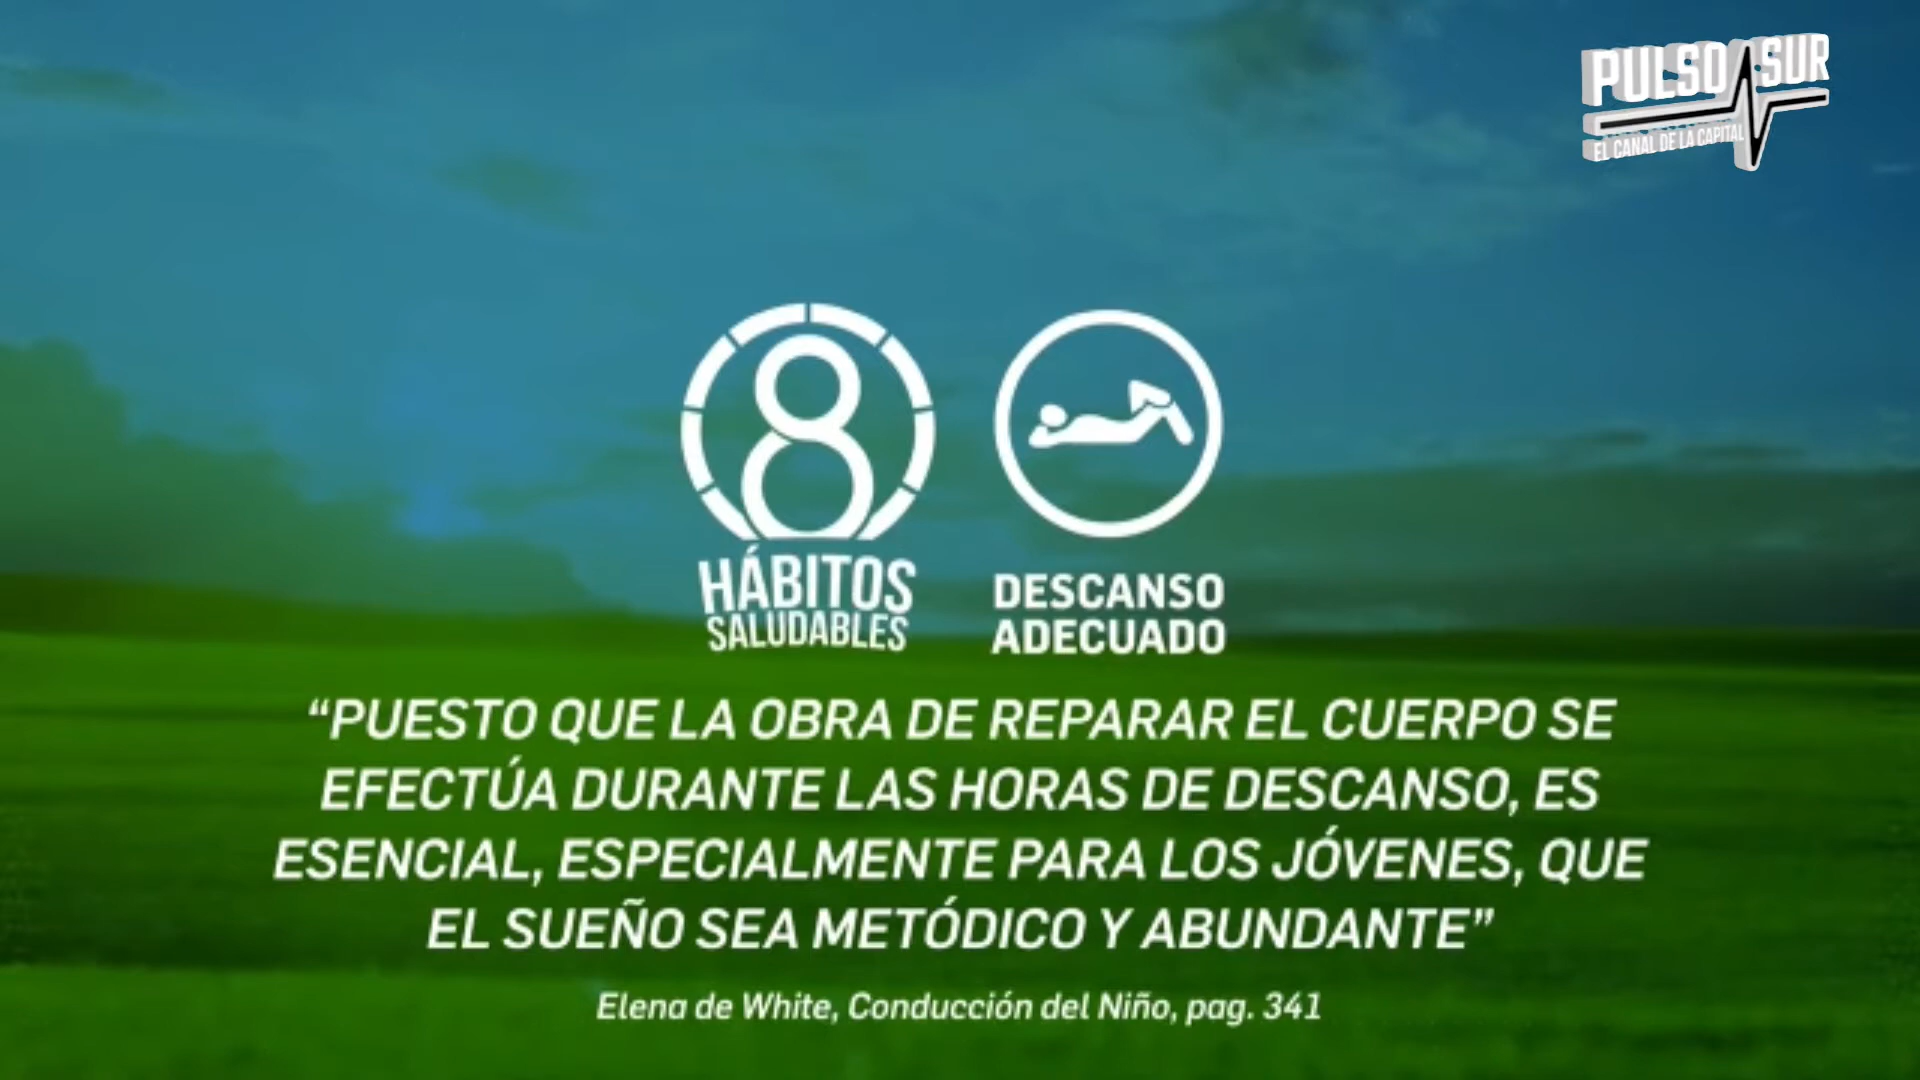 PULSO SUR
EL CANAL DE LA CAPITAL
8
HÁBITOS
SALUDABLES
DESCANSO
ADECUADO
“PUESTO QUE LA OBRA DE REPARAR EL CUERPO SE
EFECTÚA DURANTE LAS HORAS DE DESCANSO, ES
ESENCIAL, ESPECIALMENTE PARA LOS JÓVENES, QUE
EL SUEÑO SEA METÓDICO Y ABUNDANTE”
Elena de White, Conducción del Niño, pag. 341